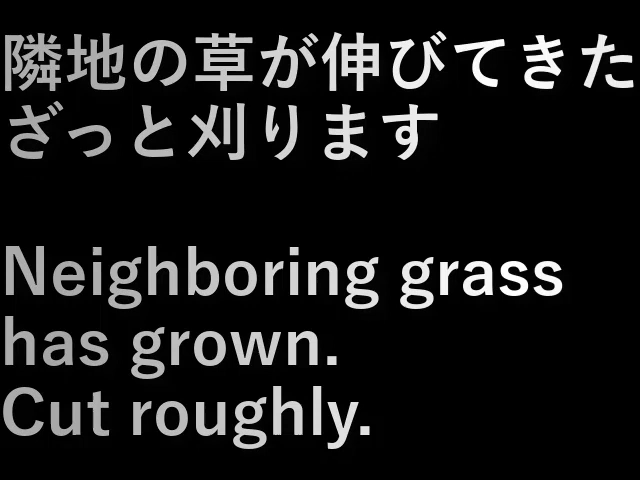 隣地の草が伸びてきた
ざっと刈ります
Neighboring grass
has grown.
Cut roughly.